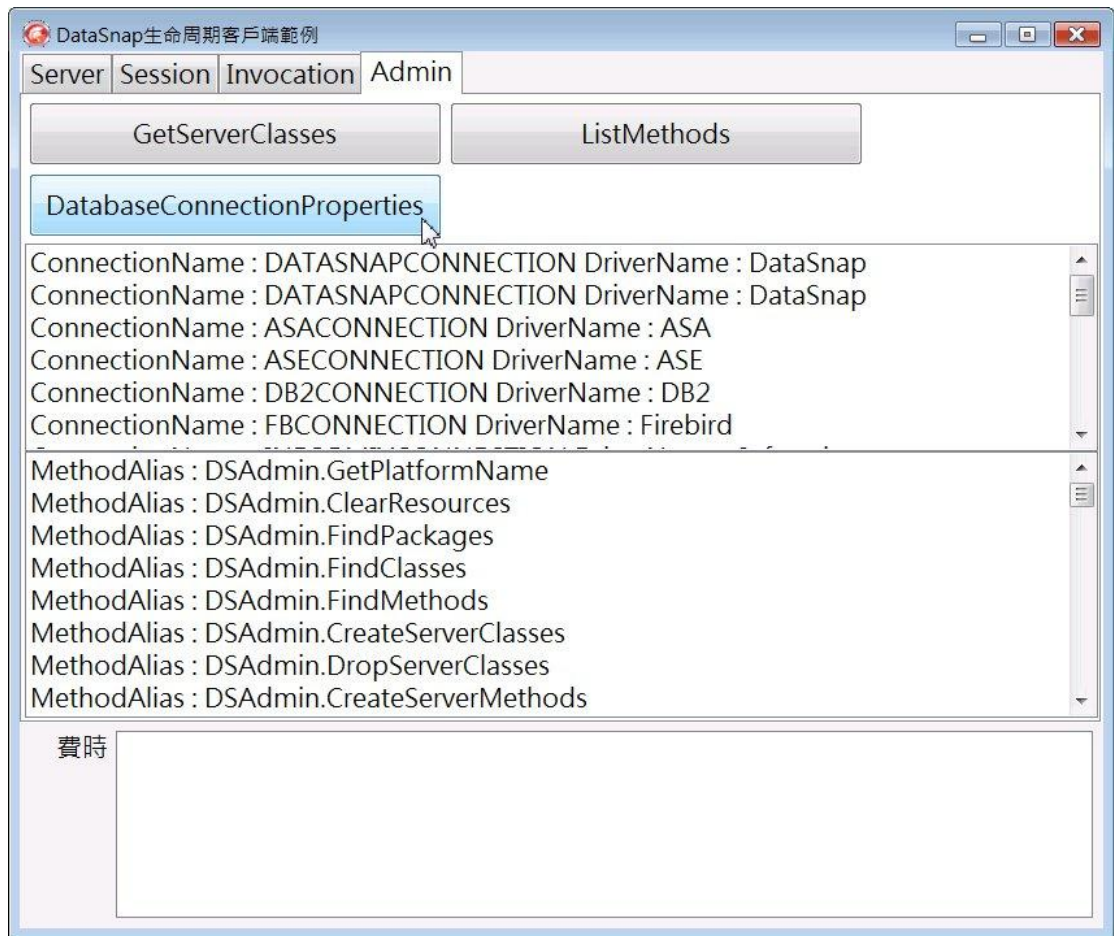 DataSnap生命周期客戶端範例
Server Session Invocation Admin
GetServerClasses ListMethods
DatabaseConnectionProperties
ConnectionName : DATASNAPCONNECTION DriverName : DataSnap
ConnectionName : DATASNAPCONNECTION DriverName : DataSnap
ConnectionName : ASACONNECTION DriverName : ASA
ConnectionName : ASECONNECTION DriverName : ASE
ConnectionName : DB2CONNECTION DriverName : DB2
ConnectionName : FBCONNECTION DriverName : Firebird
MethodAlias : DSAdmin.GetPlatformName
MethodAlias : DSAdmin.ClearResources
MethodAlias : DSAdmin.FindPackages
MethodAlias : DSAdmin.FindClasses
MethodAlias : DSAdmin.FindMethods
MethodAlias : DSAdmin.CreateServerClasses
MethodAlias : DSAdmin.DropServerClasses
MethodAlias : DSAdmin.CreateServerMethods
費時